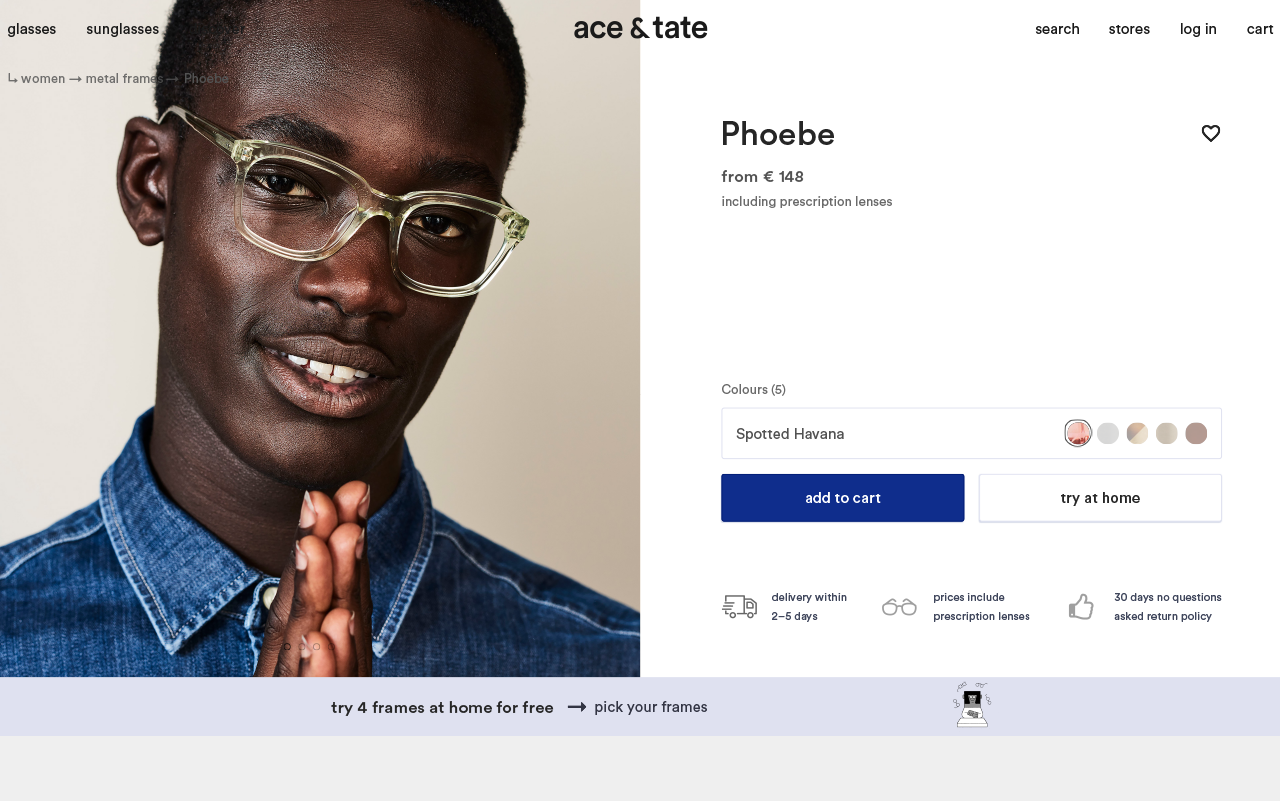 glasses
sunglasses
ace & tate
search
stores
log in
cart
↳ women → metal frames → Phoebe
Phoebe
from € 148
including prescription lenses
Colours (5)
Spotted Havana
add to cart
try at home
delivery within
2–5 days
prices include
prescription lenses
30 days no questions
asked return policy
try 4 frames at home for free → pick your frames